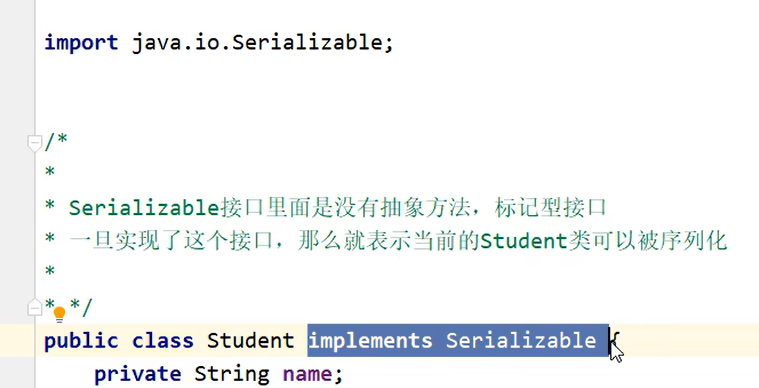 import java.io.Serializable;
/*
*
* Serializable接口里面是没有抽象方法，标记型接口
* 一旦实现了这个接口，那么就表示当前的Student类可以被序列化
*
* */
public class Student implements Serializable {
private String name;